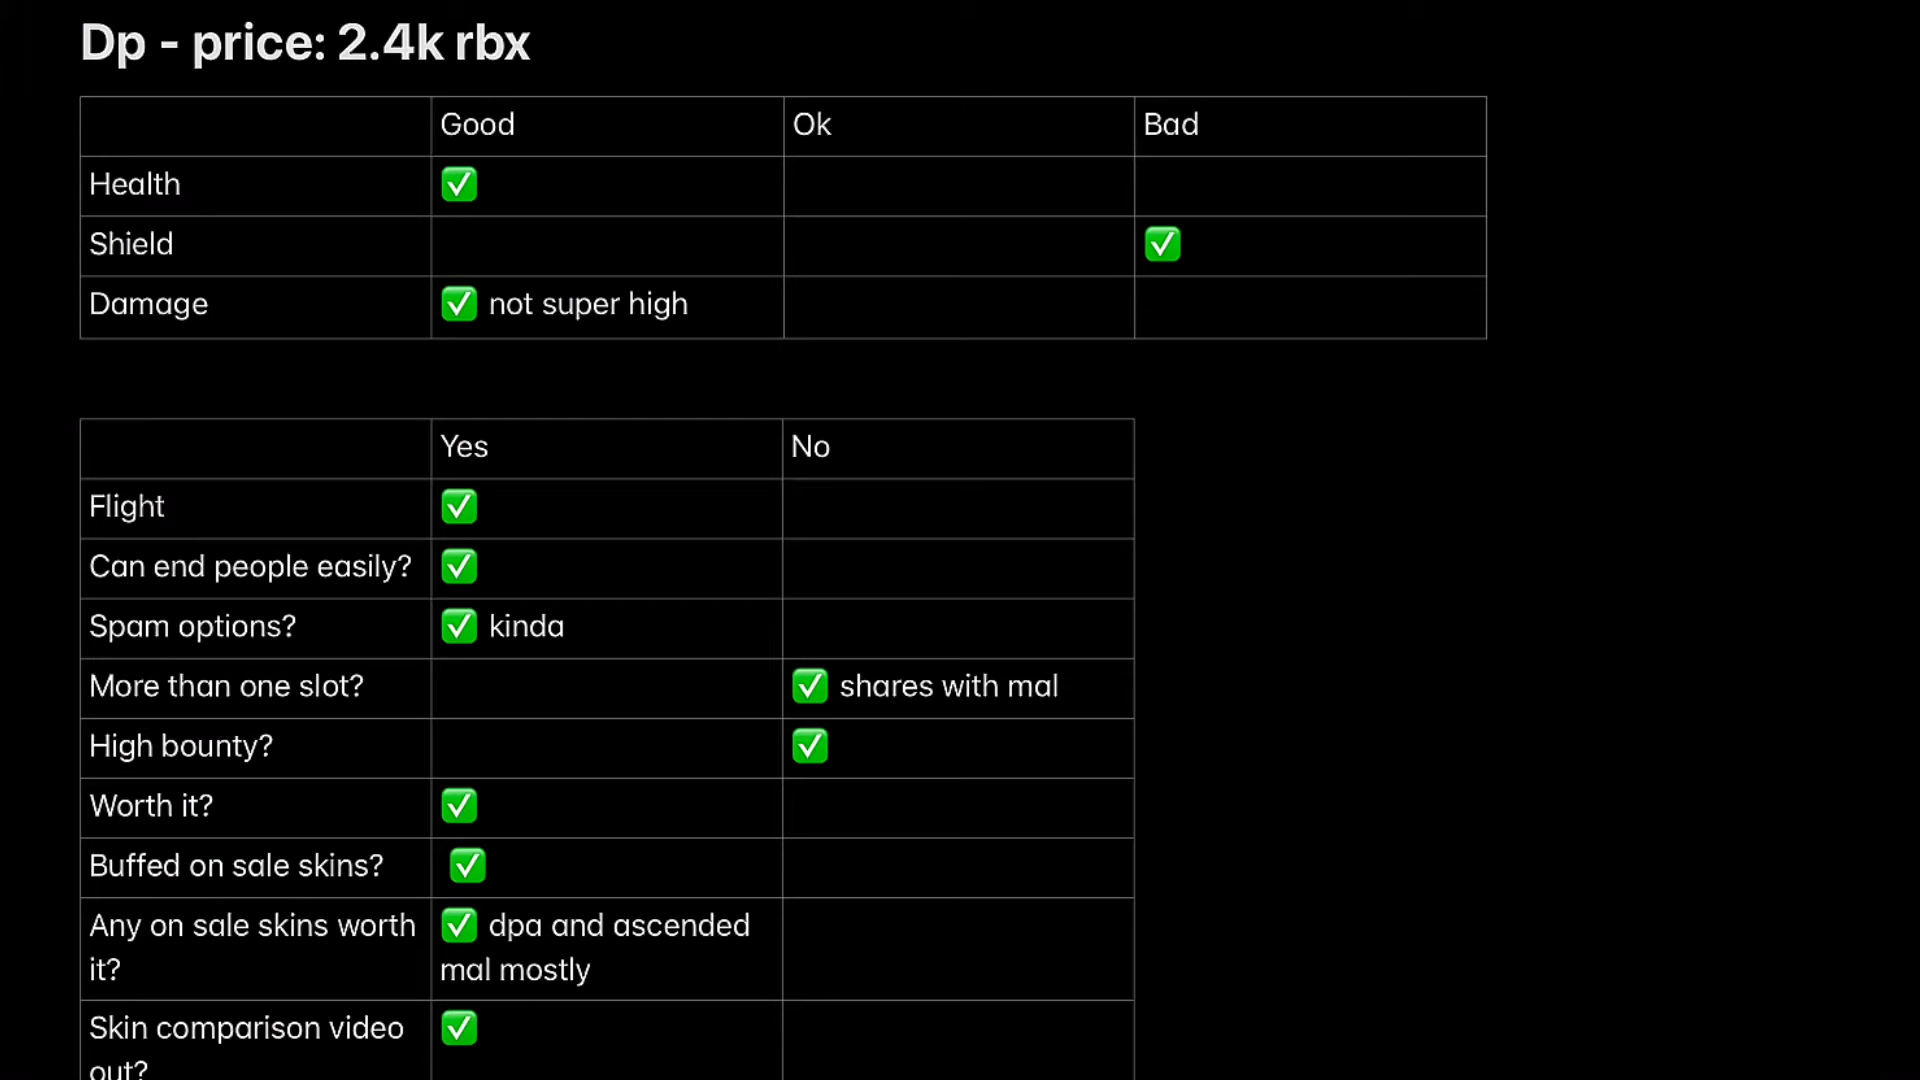 Dp - price: 2.4k rbx
Good Ok Bad
Health ✅
Shield ✅
Damage ✅ not super high
Yes No
Flight ✅
Can end people easily? ✅
Spam options? ✅ kinda
More than one slot? ✅ shares with mal
High bounty? ✅
Worth it? ✅
Buffed on sale skins? ✅
Any on sale skins worth ✅ dpa and ascended
it? mal mostly
Skin comparison video ✅
out?